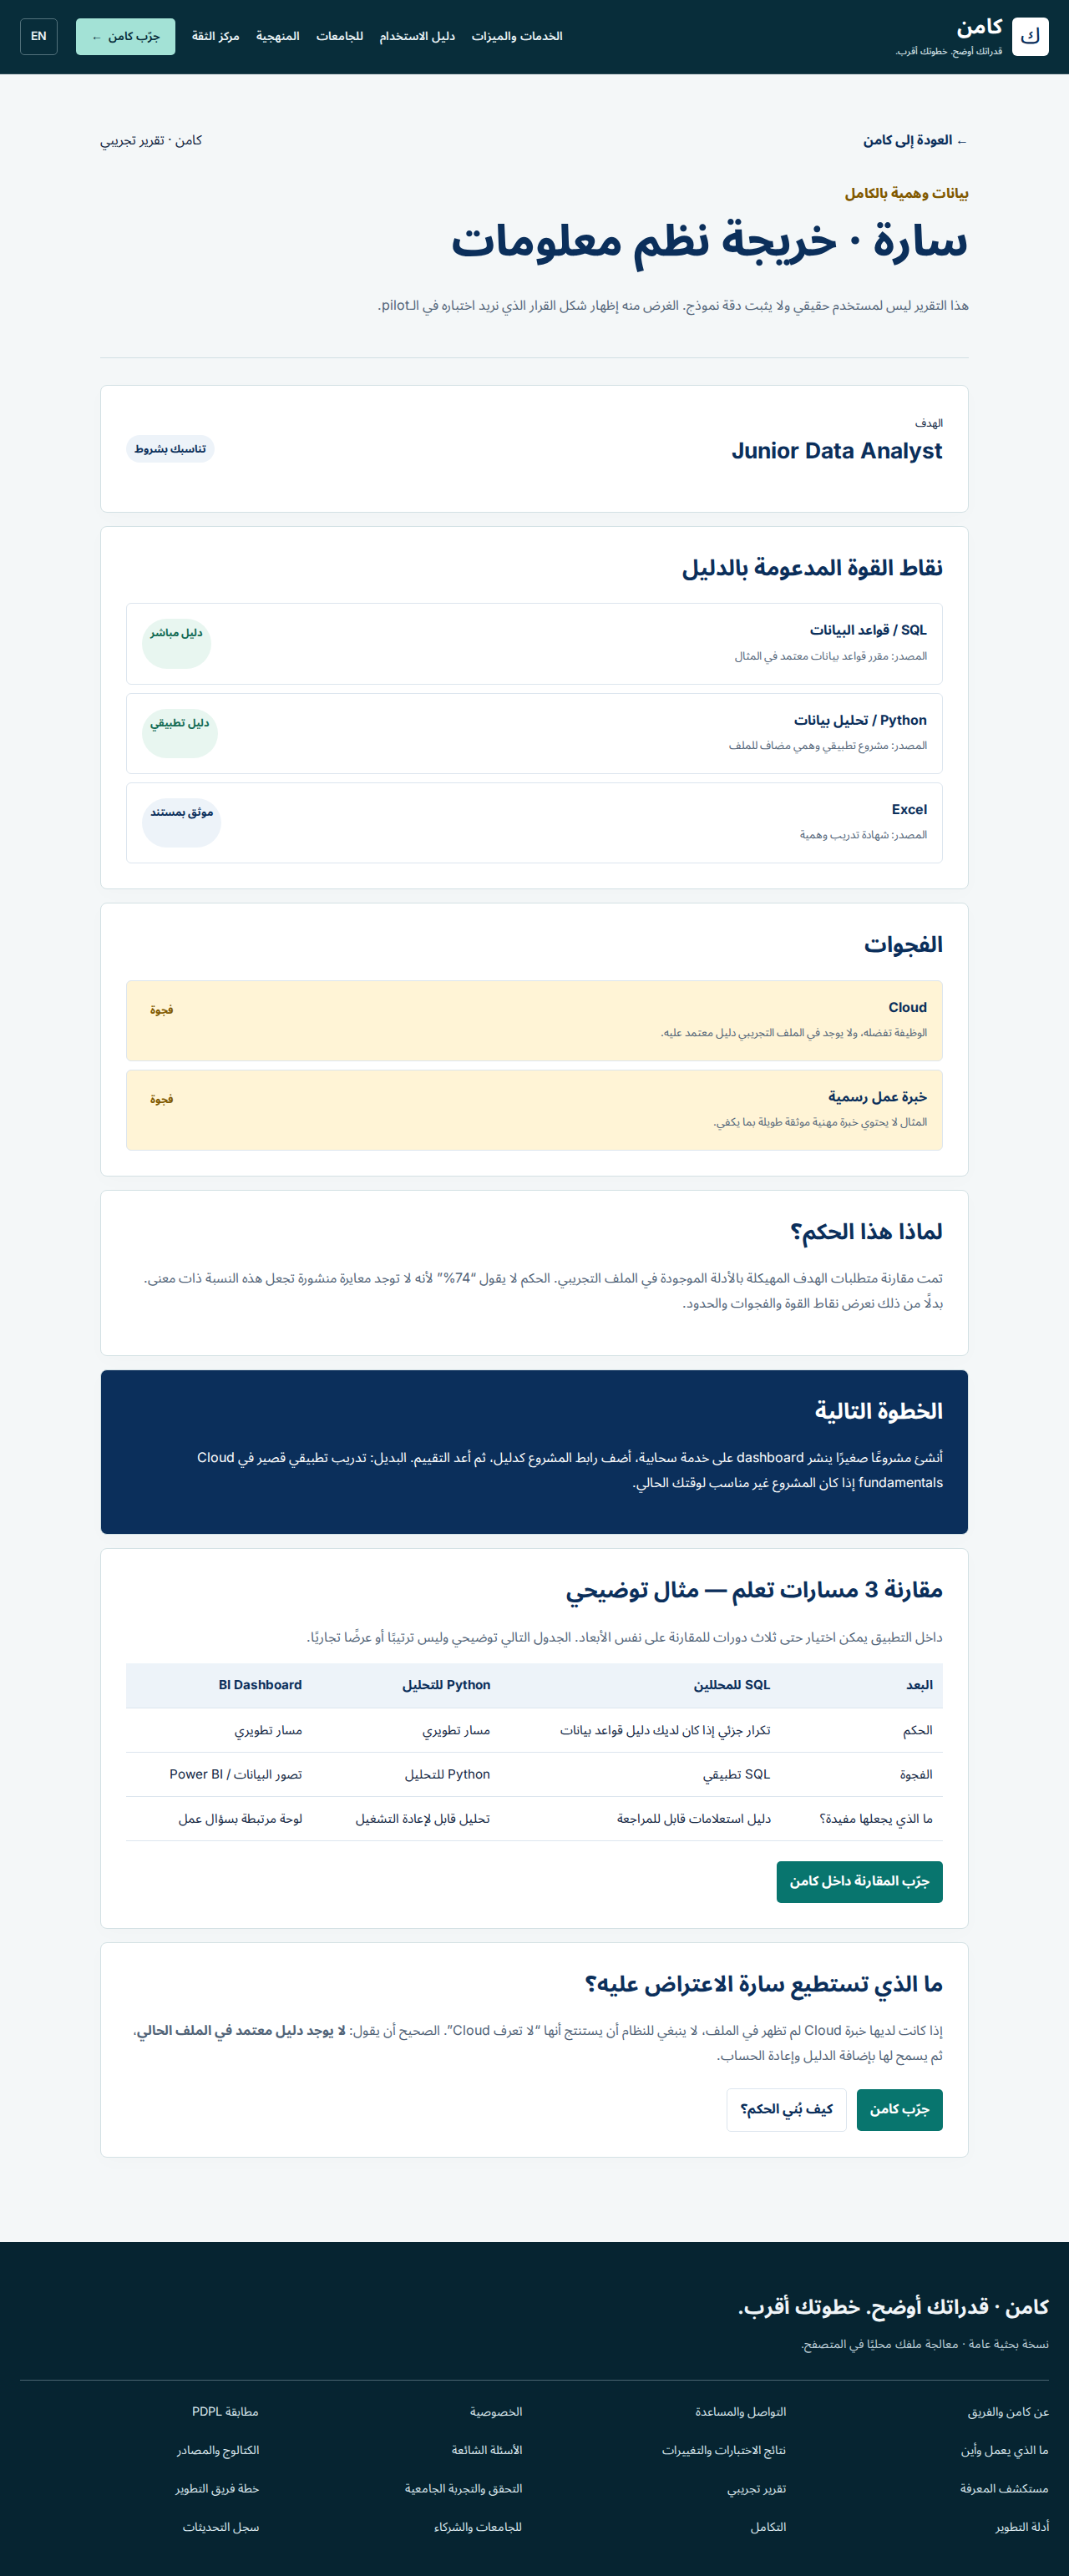 ك
كامن
قدراتك أوضح. خطوتك أقرب.
الخدمات والميزات
دليل الاستخدام
للجامعات
المنهجية
مركز الثقة
جرّب كامن ←
EN
← العودة إلى كامن
كامن · تقرير تجريبي
بيانات وهمية بالكامل
سارة · خريجة نظم معلومات
هذا التقرير ليس لمستخدم حقيقي ولا يثبت دقة نموذج. الغرض منه إظهار شكل القرار الذي نريد اختباره في الـpilot.
الهدف
Junior Data Analyst
تناسبك بشروط
نقاط القوة المدعومة بالدليل
SQL / قواعد البيانات
المصدر: مقرر قواعد بيانات معتمد في المثال
دليل مباشر
Python / تحليل بيانات
المصدر: مشروع تطبيقي وهمي مضاف للملف
دليل تطبيقي
Excel
المصدر: شهادة تدريب وهمية
موثق بمستند
الفجوات
Cloud
الوظيفة تفضله، ولا يوجد في الملف التجريبي دليل معتمد عليه.
فجوة
خبرة عمل رسمية
المثال لا يحتوي خبرة مهنية موثقة طويلة بما يكفي.
فجوة
لماذا هذا الحكم؟
تمت مقارنة متطلبات الهدف المهيكلة بالأدلة الموجودة في الملف التجريبي. الحكم لا يقول “74%” لأنه لا توجد معايرة منشورة تجعل هذه النسبة ذات معنى.
بدلًا من ذلك نعرض نقاط القوة والفجوات والحدود.
الخطوة التالية
أنشئ مشروعًا صغيرًا ينشر dashboard على خدمة سحابية، أضف رابط المشروع كدليل، ثم أعد التقييم. البديل: تدريب تطبيقي قصير في Cloud
fundamentals إذا كان المشروع غير مناسب لوقتك الحالي.
مقارنة 3 مسارات تعلم — مثال توضيحي
داخل التطبيق يمكن اختيار حتى ثلاث دورات للمقارنة على نفس الأبعاد. الجدول التالي توضيحي وليس ترتيبًا أو عرضًا تجاريًا.
البعد
SQL للمحللين
Python للتحليل
BI Dashboard
الحكم
تكرار جزئي إذا كان لديك دليل قواعد بيانات
مسار تطويري
مسار تطويري
الفجوة
SQL تطبيقي
Python للتحليل
تصور البيانات / Power BI
ما الذي يجعلها مفيدة؟
دليل استعلامات قابل للمراجعة
تحليل قابل لإعادة التشغيل
لوحة مرتبطة بسؤال عمل
جرّب المقارنة داخل كامن
ما الذي تستطيع سارة الاعتراض عليه؟
إذا كانت لديها خبرة Cloud لم تظهر في الملف، لا ينبغي للنظام أن يستنتج أنها “لا تعرف Cloud”. الصحيح أن يقول: لا يوجد دليل معتمد في الملف الحالي،
ثم يسمح لها بإضافة الدليل وإعادة الحساب.
جرّب كامن
كيف بُني الحكم؟
كامن · قدراتك أوضح. خطوتك أقرب.
نسخة بحثية عامة · معالجة ملفك محليًا في المتصفح.
عن كامن والفريق
التواصل والمساعدة
الخصوصية
مطابقة PDPL
ما الذي يعمل وأين
نتائج الاختبارات والتغييرات
الأسئلة الشائعة
الكتالوج والمصادر
مستكشف المعرفة
تقرير تجريبي
التحقق والتجربة الجامعية
خطة فريق التطوير
أدلة التطوير
التكامل
للجامعات والشركاء
سجل التحديثات